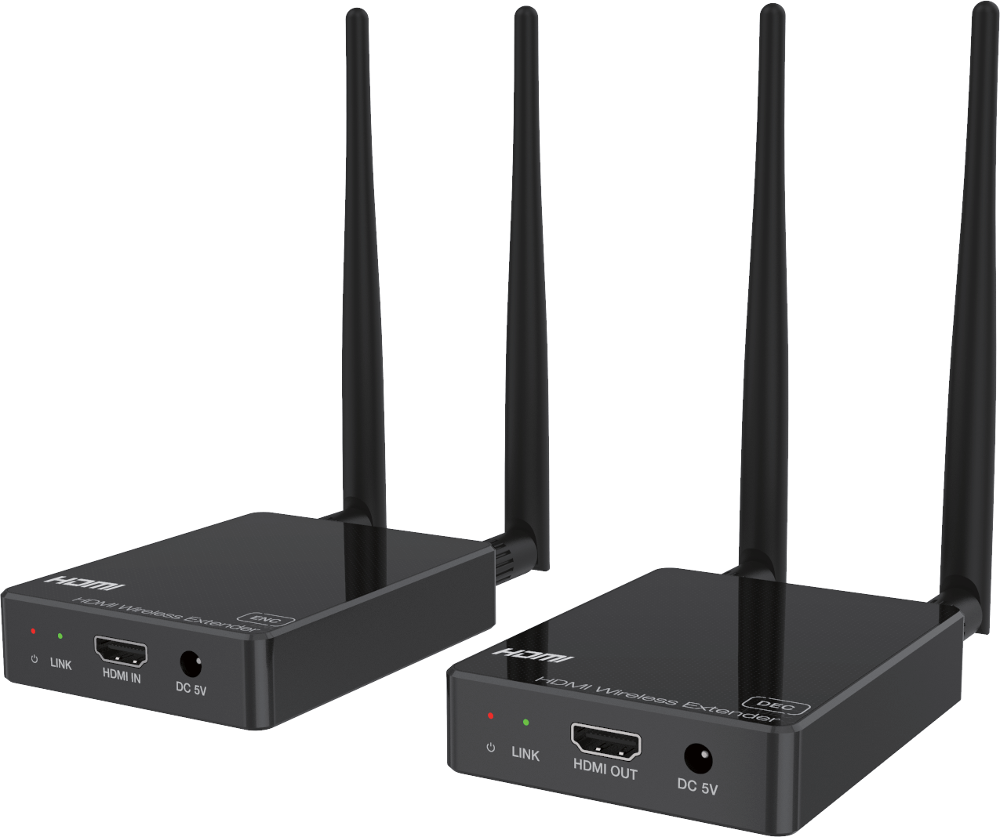 HDMI
HDMI Wireless Extender
ENC
LINK
HDMI IN
DC 5V
HDMI
HDMI Wireless Extender
DEC
LINK
HDMI OUT
DC 5V